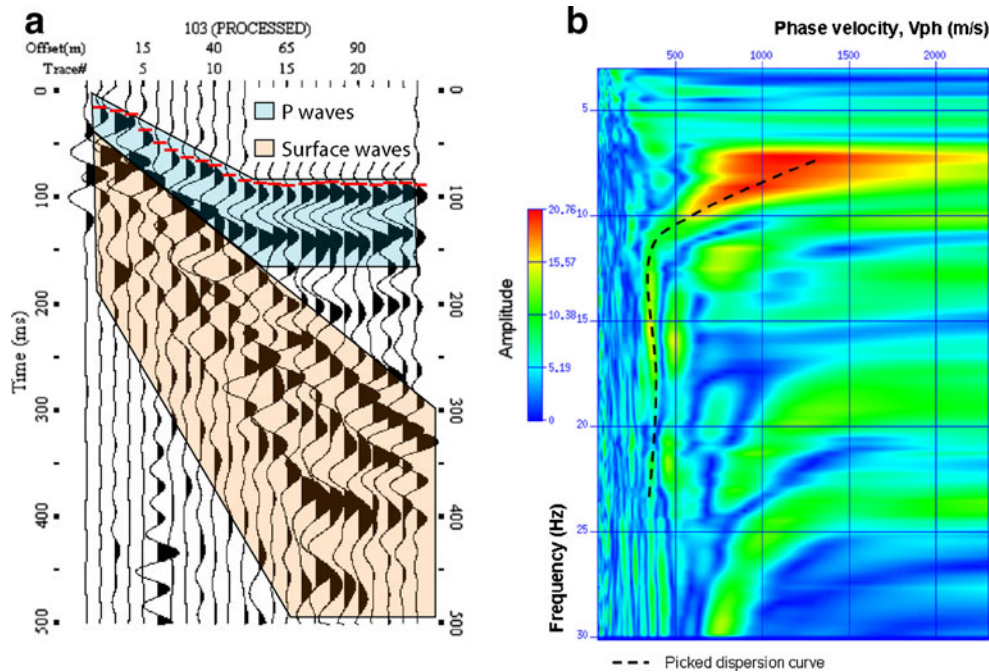 a
103 (PROCESSED)
Offset(m) 15 40 65 90
Trace# 5 10 15 20
0
100
200
300
400
500
Time (ms)
P waves
Surface waves
0
100
200
300
400
500
b
Phase velocity, Vph (m/s)
500 1000 1500 2000
5
10
15
20
25
30
Frequency (Hz)
20.76
15,57
10,38
5,19
0
Amplitude
Picked dispersion curve